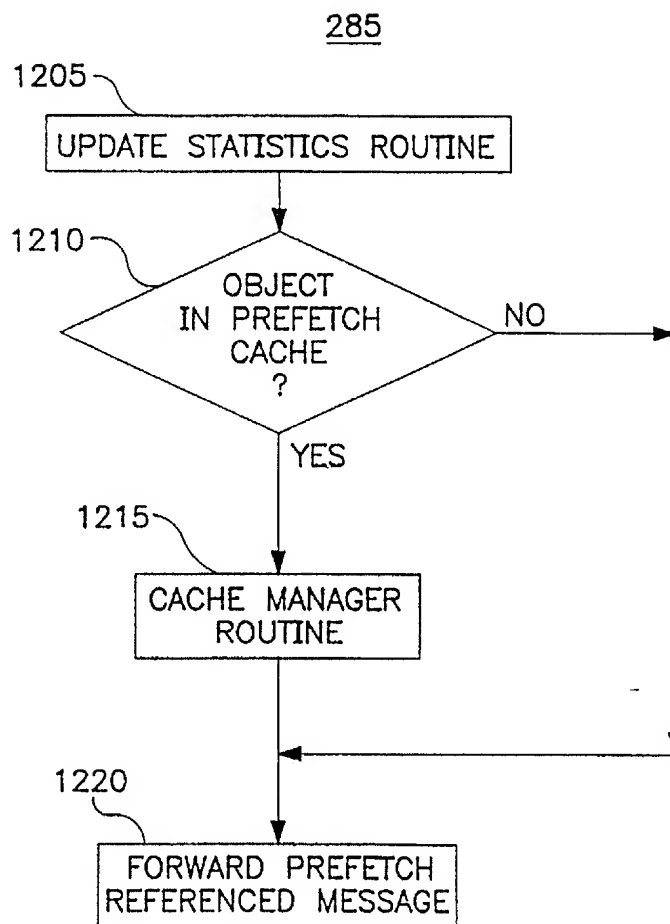 285
1205
UPDATE STATISTICS ROUTINE
1210
OBJECT
IN PREFETCH
CACHE
?
NO
YES
1215
CACHE MANAGER
ROUTINE
1220
FORWARD PREFETCH
REFERENCED MESSAGE